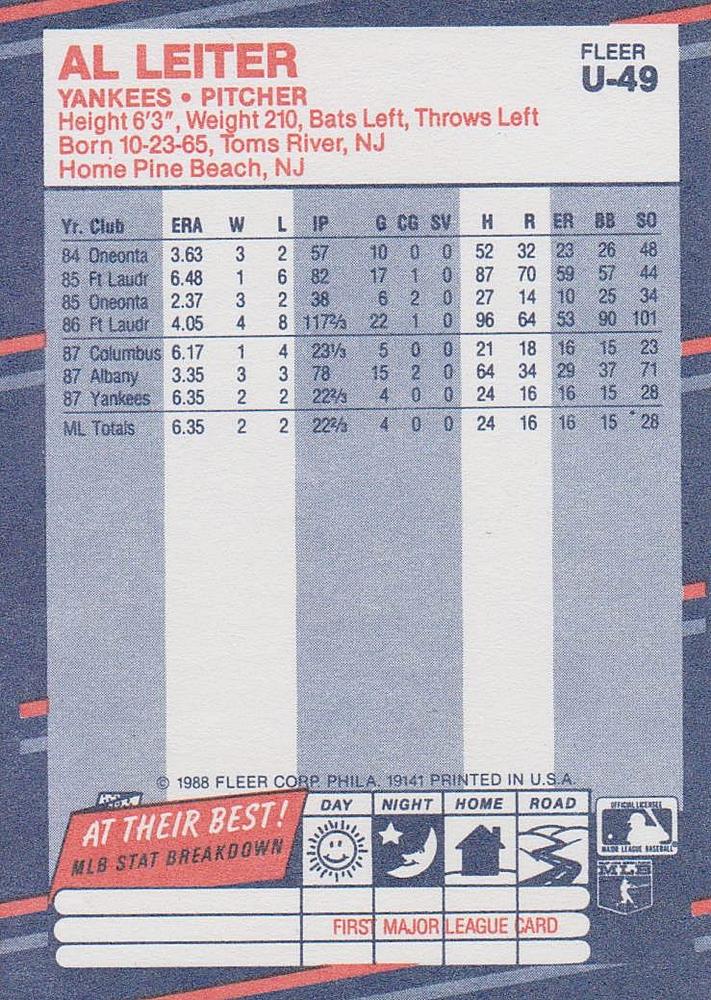 AL LEITER
FLEER
U-49
YANKEES • PITCHER
Height 6'3", Weight 210, Bats Left, Throws Left
Born 10-23-65, Toms River, NJ
Home Pine Beach, NJ
Yr. Club ERA W L IP G CG SV H R ER BB SO
84 Oneonta 3.63 3 2 57 10 0 0 52 32 23 26 48
85 Ft Laudr 6.48 1 6 82 17 1 0 87 70 59 57 44
85 Oneonta 2.37 3 2 38 6 2 0 27 14 10 25 34
86 Ft Laudr 4.05 4 8 117⅔ 22 1 0 96 64 53 90 101
87 Columbus 6.17 1 4 23⅓ 5 0 0 21 18 16 15 23
87 Albany 3.35 3 3 78 15 2 0 64 34 29 37 71
87 Yankees 6.35 2 2 22⅔ 4 0 0 24 16 16 15 28
ML Totals 6.35 2 2 22⅔ 4 0 0 24 16 16 15 28
© 1988 FLEER CORP. PHILA. 19141 PRINTED IN U.S.A.
AT THEIR BEST!
MLB STAT BREAKDOWN
DAY NIGHT HOME ROAD
OFFICIAL LICENSEE
MAJOR LEAGUE BASEBALL
MLB
FIRST MAJOR LEAGUE CARD